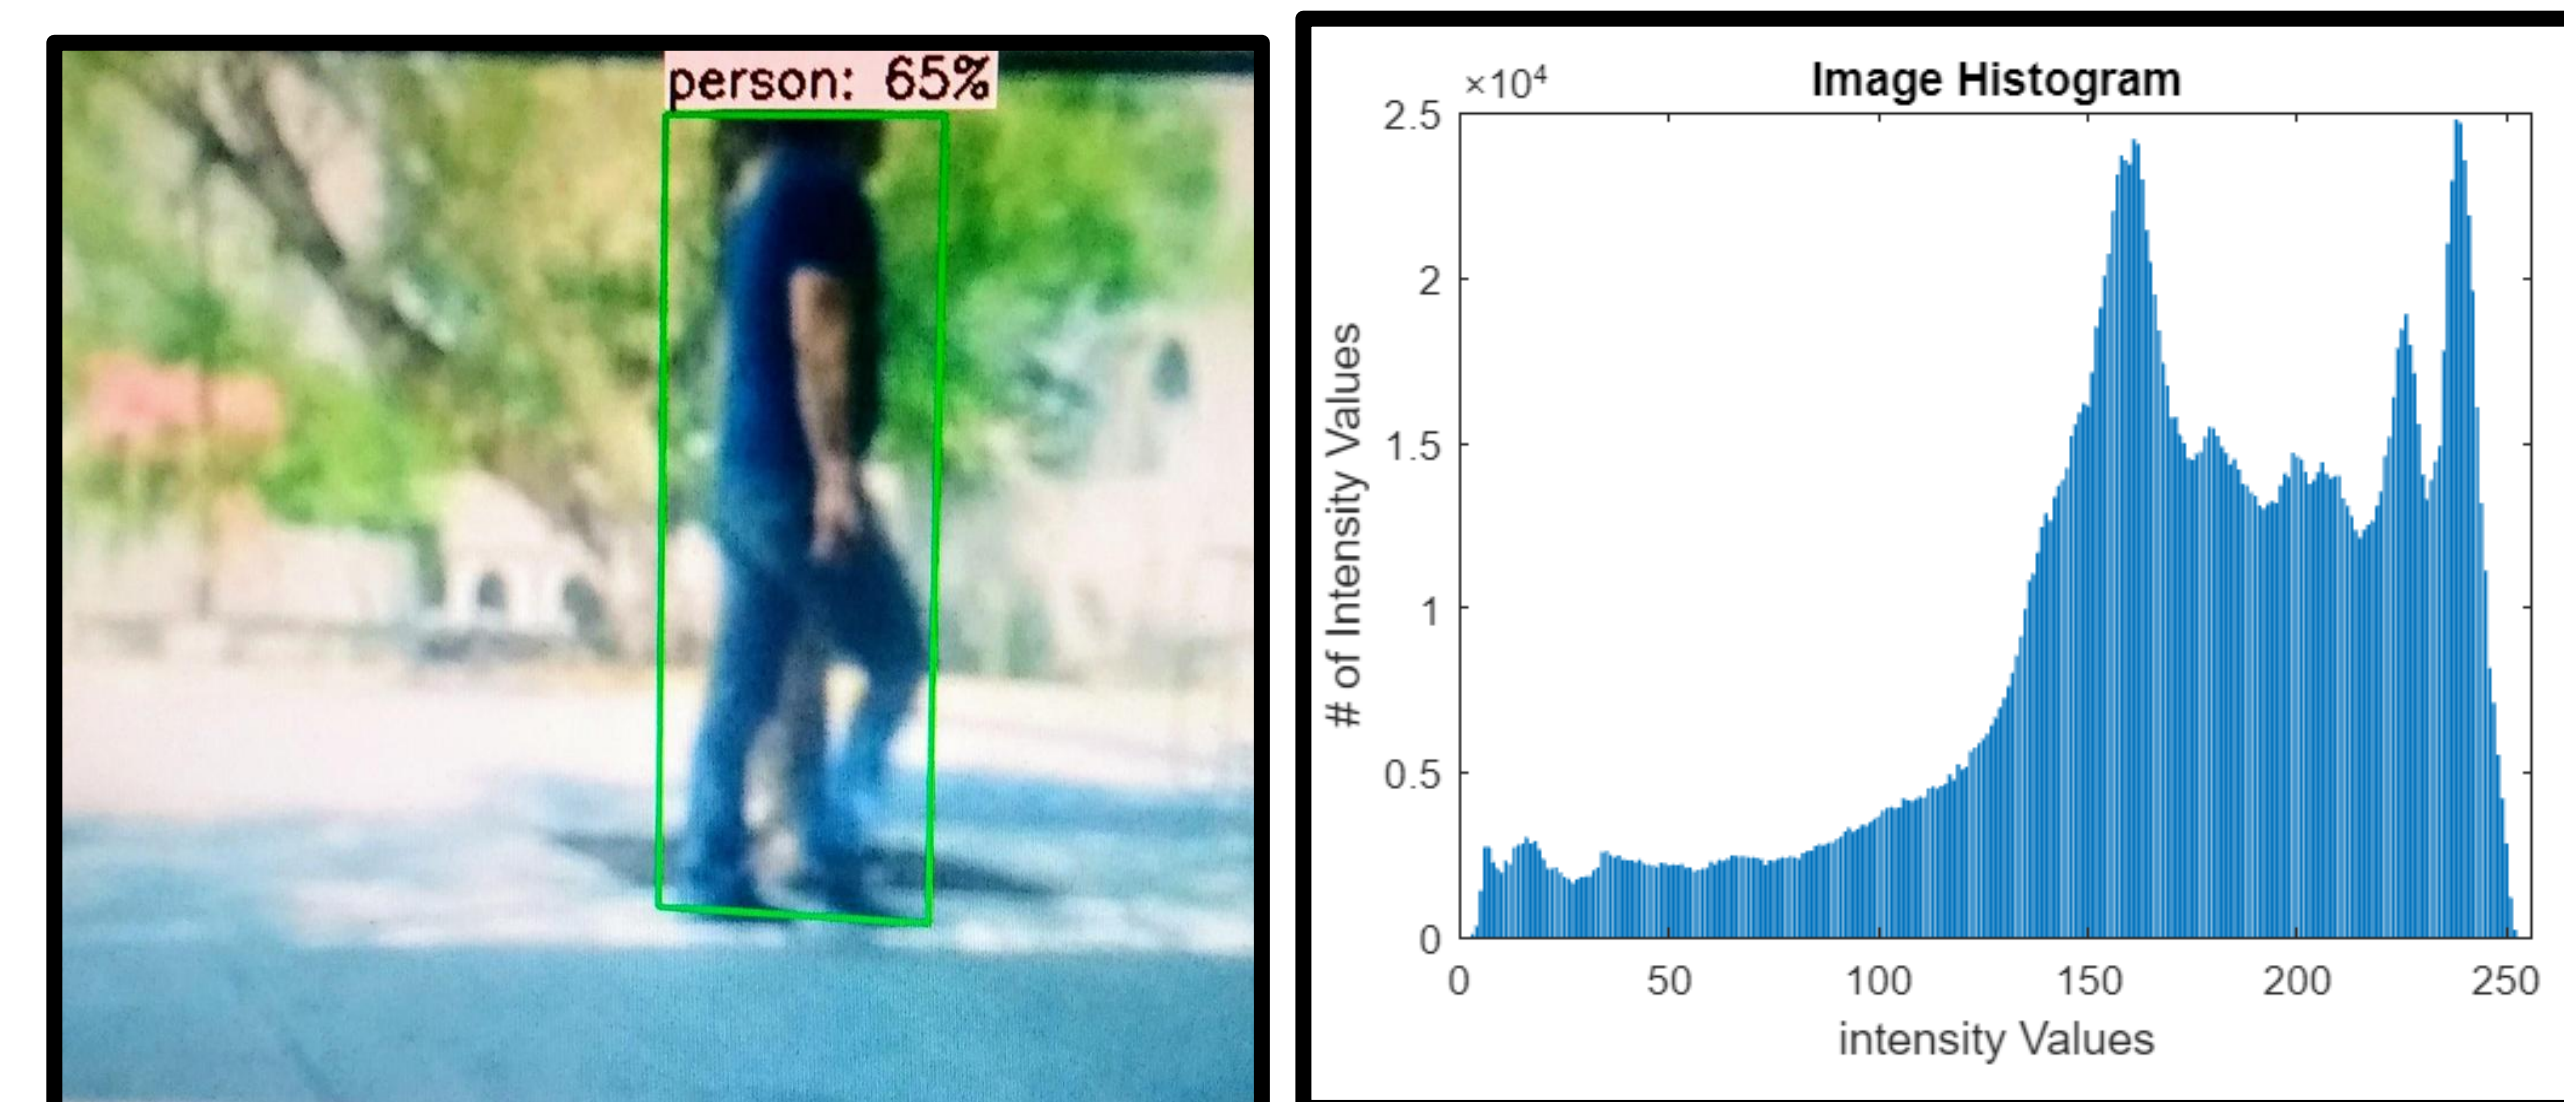 person: 65%
Image Histogram
×10⁴
2.5
2
1.5
1
0.5
0
# of Intensity Values
0 50 100 150 200 250
intensity Values